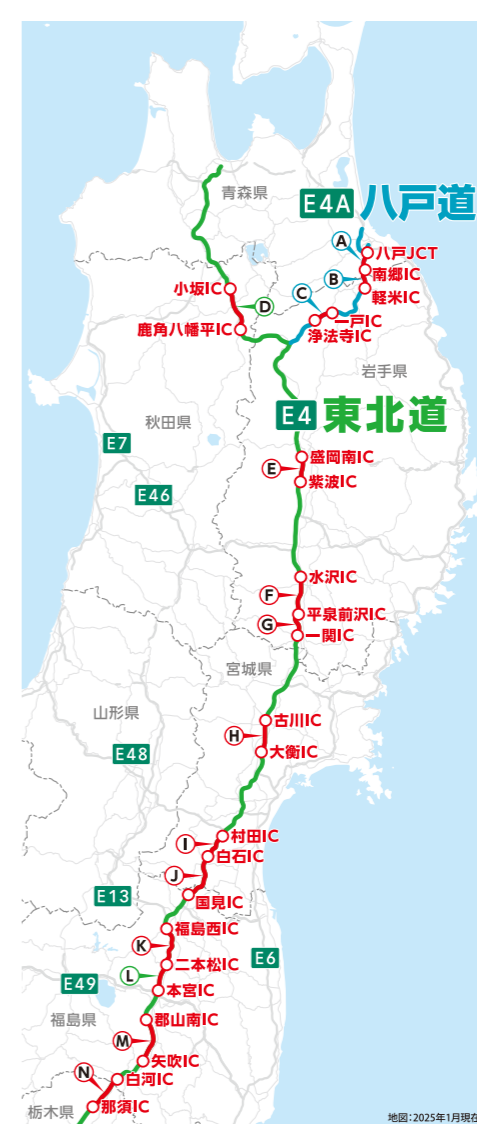 青森県
E4A 八戸道
A
八戸JCT
B
南郷IC
小坂IC
C
軽米IC
D
一戸IC
鹿角八幡平IC
浄法寺IC
岩手県
E4 東北道
秋田県
E7
盛岡南IC
E
紫波IC
E46
水沢IC
F
平泉前沢IC
G
一関IC
宮城県
山形県
古川IC
H
大衡IC
E48
村田IC
I
白石IC
J
E13
国見IC
福島西IC
K
E6
二本松IC
L
E49
本宮IC
福島県
郡山南IC
M
矢吹IC
N
白河IC
栃木県
那須IC
地図：2025年1月現在